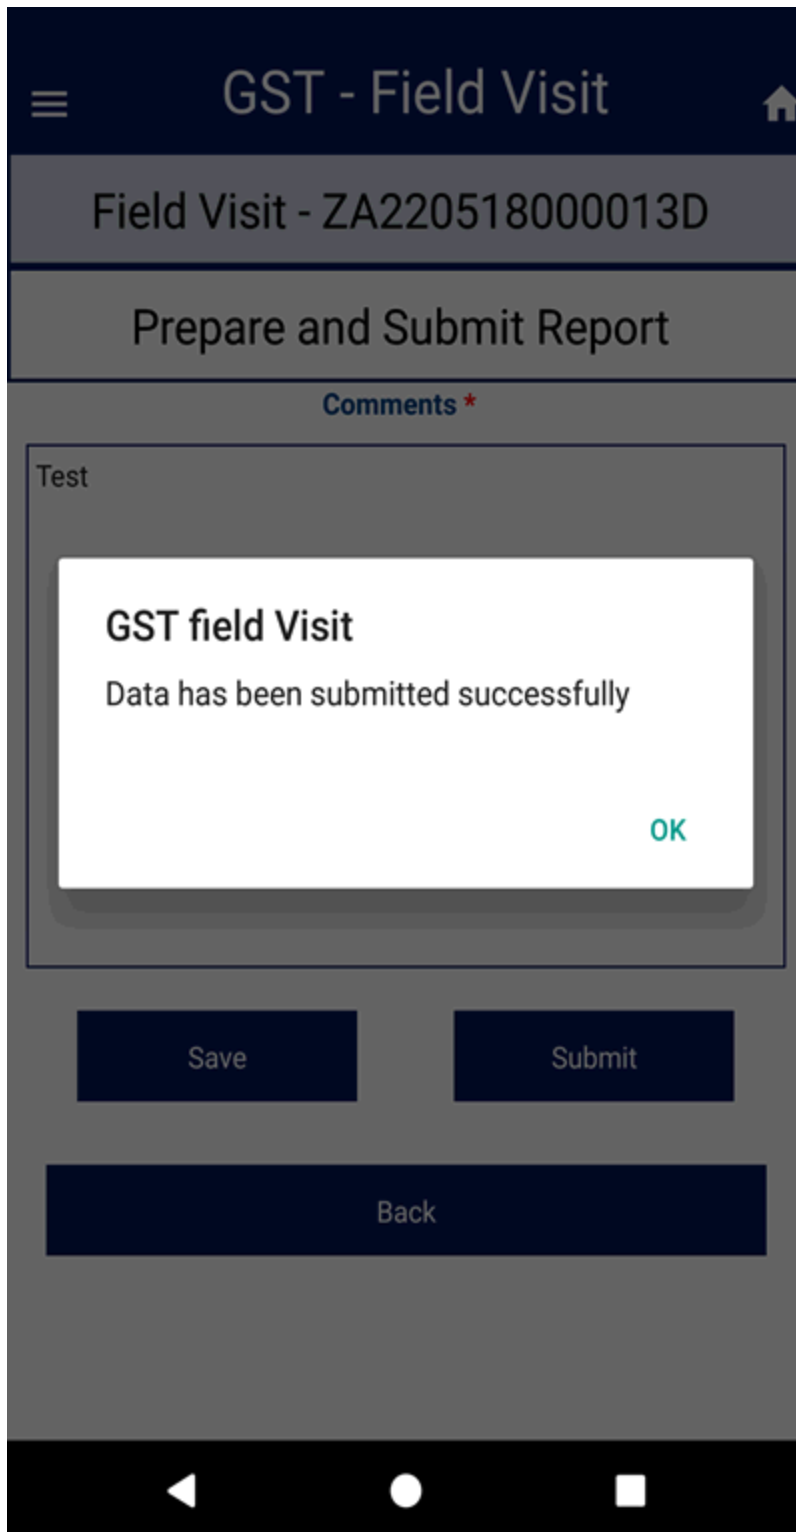 GST - Field Visit
Field Visit - ZA220518000013D
Prepare and Submit Report
Comments *
Test
GST field Visit
Data has been submitted successfully
OK
Save
Submit
Back